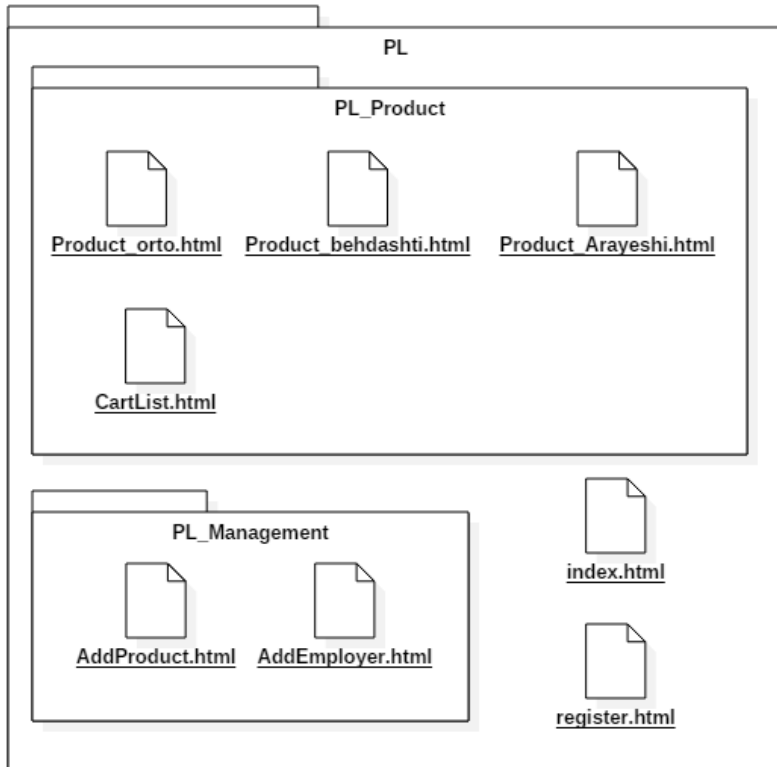 PL
PL_Product
Product_orto.html
Product_behdashti.html
Product_Arayeshi.html
CartList.html
PL_Management
AddProduct.html
AddEmployer.html
index.html
register.html